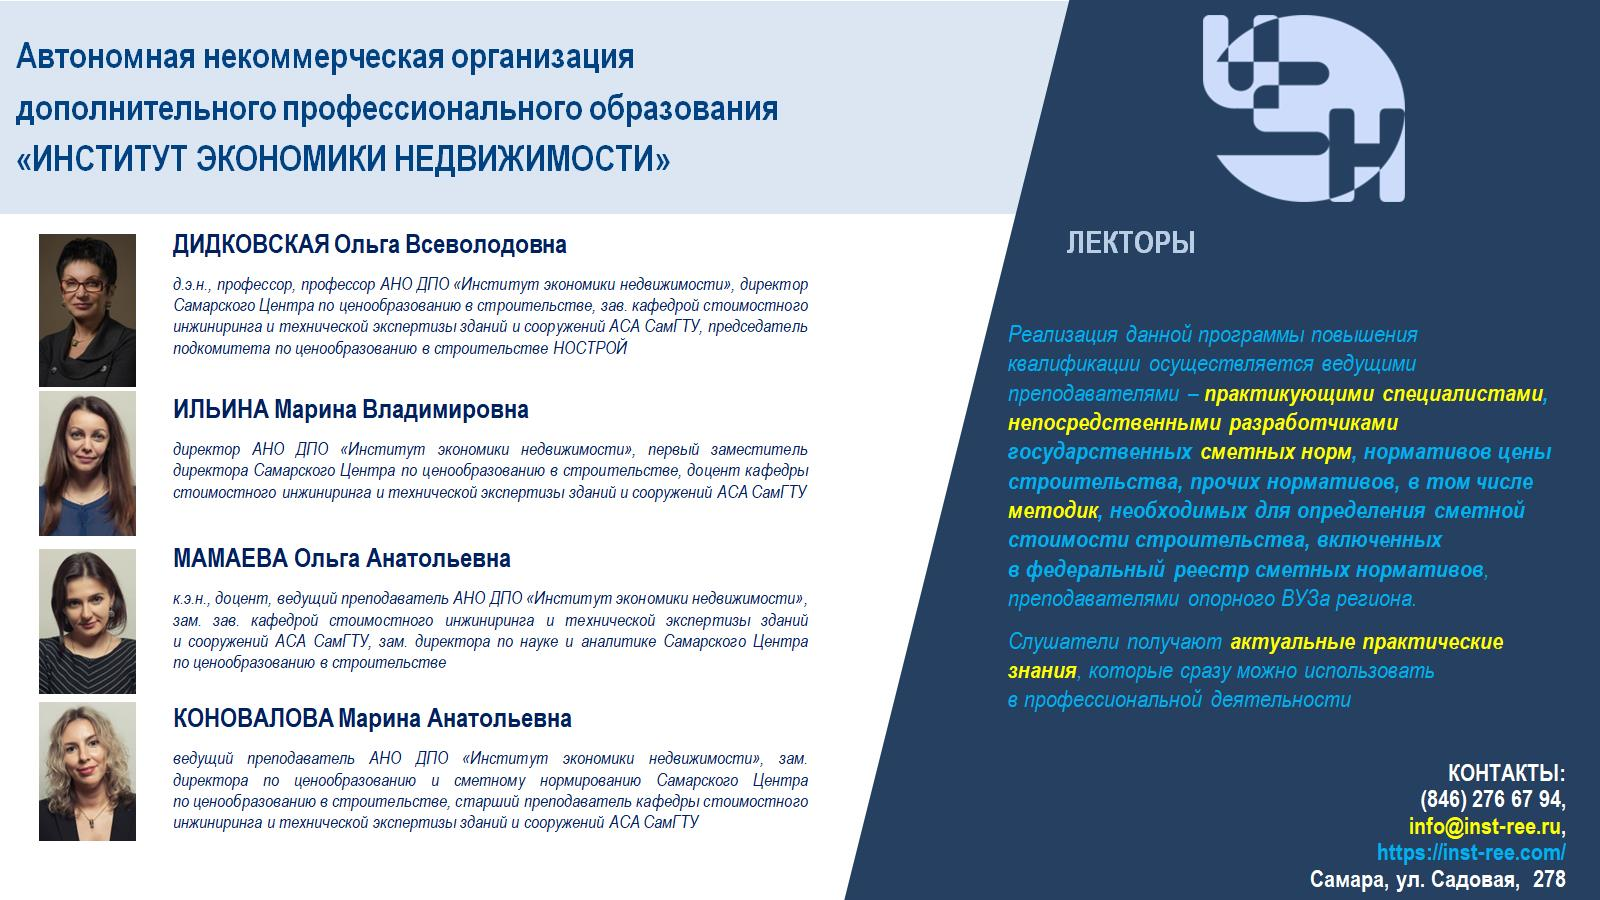 Автономная некоммерческая организация
дополнительного профессионального образования
«ИНСТИТУТ ЭКОНОМИКИ НЕДВИЖИМОСТИ»
ДИДКОВСКАЯ Ольга Всеволодовна
д.э.н., профессор, профессор АНО ДПО «Институт экономики недвижимости», директор
Самарского Центра по ценообразованию в строительстве, зав. кафедрой стоимостного
инжиниринга и технической экспертизы зданий и сооружений АСА СамГТУ, председатель
подкомитета по ценообразованию в строительстве НОСТРОЙ
ИЛЬИНА Марина Владимировна
директор АНО ДПО «Институт экономики недвижимости», первый заместитель
директора Самарского Центра по ценообразованию в строительстве, доцент кафедры
стоимостного инжиниринга и технической экспертизы зданий и сооружений АСА СамГТУ
МАМАЕВА Ольга Анатольевна
к.э.н., доцент, ведущий преподаватель АНО ДПО «Институт экономики недвижимости»,
зам. зав. кафедрой стоимостного инжиниринга и технической экспертизы зданий
и сооружений АСА СамГТУ, зам. директора по науке и аналитике Самарского Центра
по ценообразованию в строительстве
КОНОВАЛОВА Марина Анатольевна
ведущий преподаватель АНО ДПО «Институт экономики недвижимости», зам.
директора по ценообразованию и сметному нормированию Самарского Центра
по ценообразованию в строительстве, старший преподаватель кафедры стоимостного
инжиниринга и технической экспертизы зданий и сооружений АСА СамГТУ
ИЭН
ЛЕКТОРЫ
Реализация данной программы повышения
квалификации осуществляется ведущими
преподавателями – практикующими специалистами,
непосредственными разработчиками
государственных сметных норм, нормативов цены
строительства, прочих нормативов, в том числе
методик, необходимых для определения сметной
стоимости строительства, включенных
в федеральный реестр сметных нормативов,
преподавателями опорного ВУЗа региона.
Слушатели получают актуальные практические
знания, которые сразу можно использовать
в профессиональной деятельности
КОНТАКТЫ:
(846) 276 67 94,
info@inst-ree.ru,
https://inst-ree.com/
Самара, ул. Садовая, 278